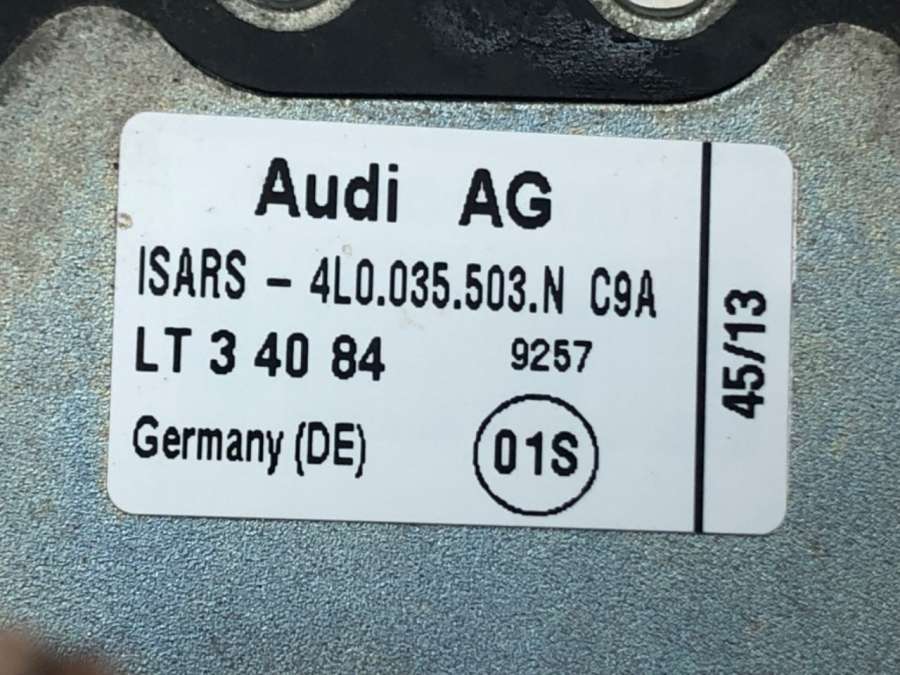 Audi AG
ISARS - 4L0.035.503.N C9A
LT 3 40 84 9257
Germany (DE) 01S
45/13